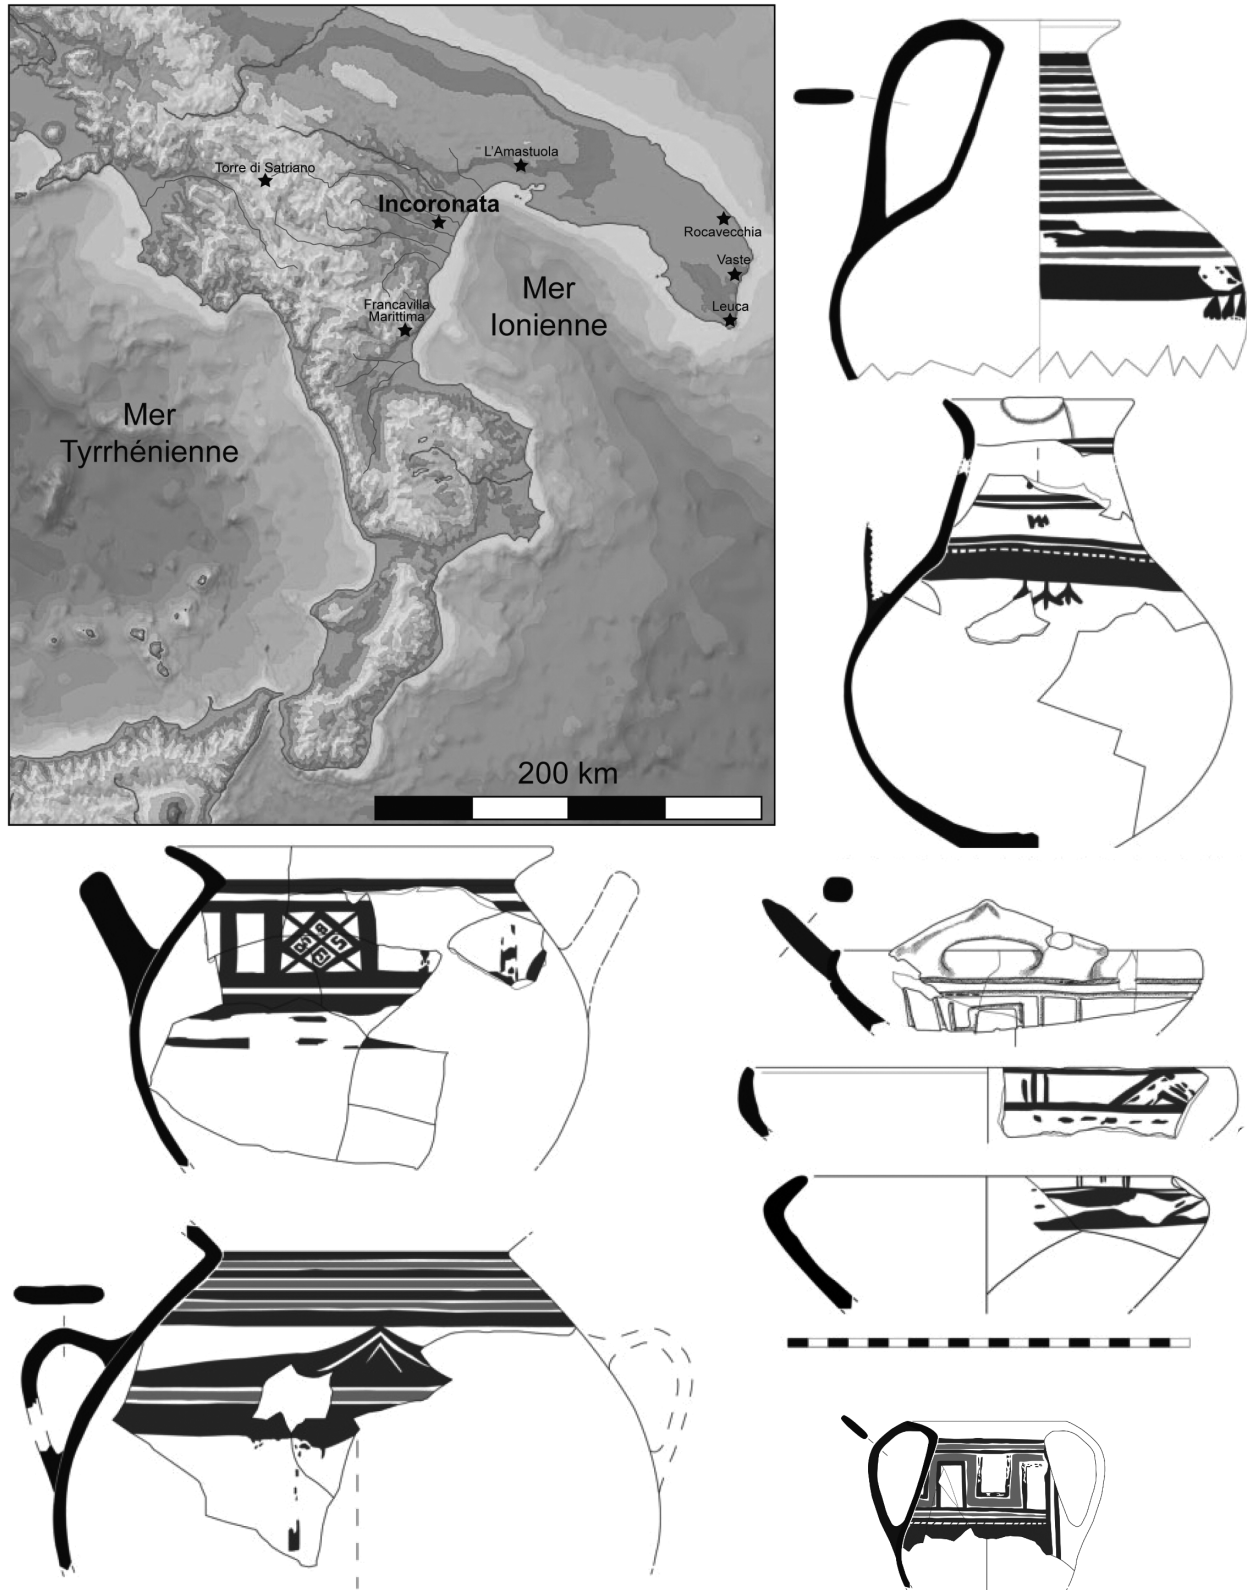 L'Amastuola
Torre di Satriano
Incoronata
Rocavecchia
Vaste
Mer
Ionienne
Leuca
Francavilla
Marittima
Mer
Tyrrhénienne
200 km